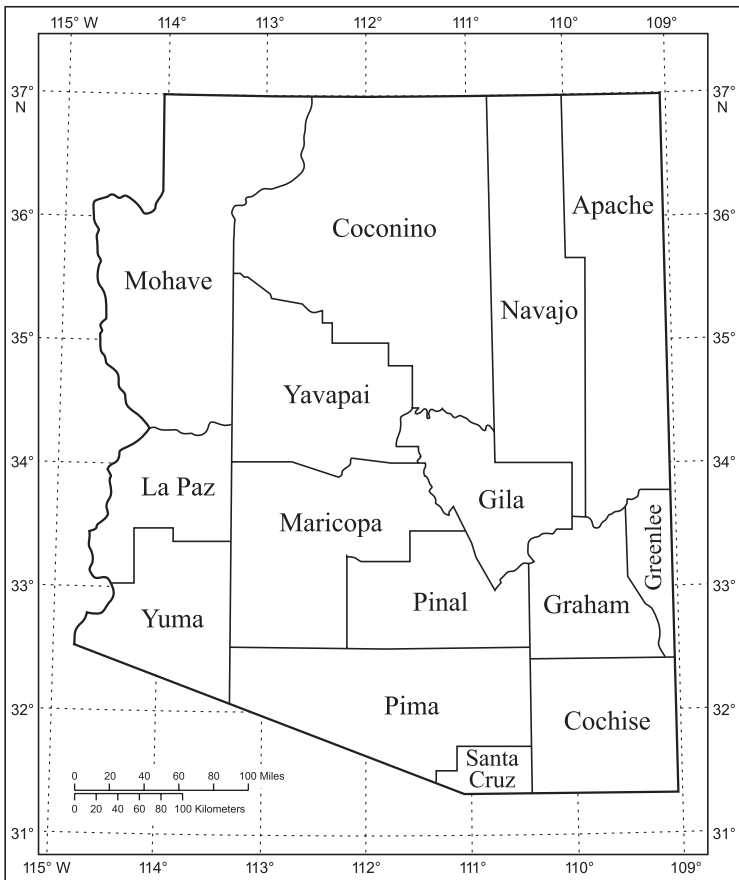 115° W 114° 113° 112° 111° 110° 109°
37° N
37° N
Apache
36°
36°
Coconino
Mohave
Navajo
35°
35°
Yavapai
34°
34°
La Paz
Gila
Maricopa
Greenlee
33°
33°
Pinal
Graham
Yuma
32°
32°
Pima
Cochise
Santa
Cruz
0 20 40 60 80 100 Miles
0 20 40 60 80 100 Kilometers
31°
31°
115° W 114° 113° 112° 111° 110° 109°